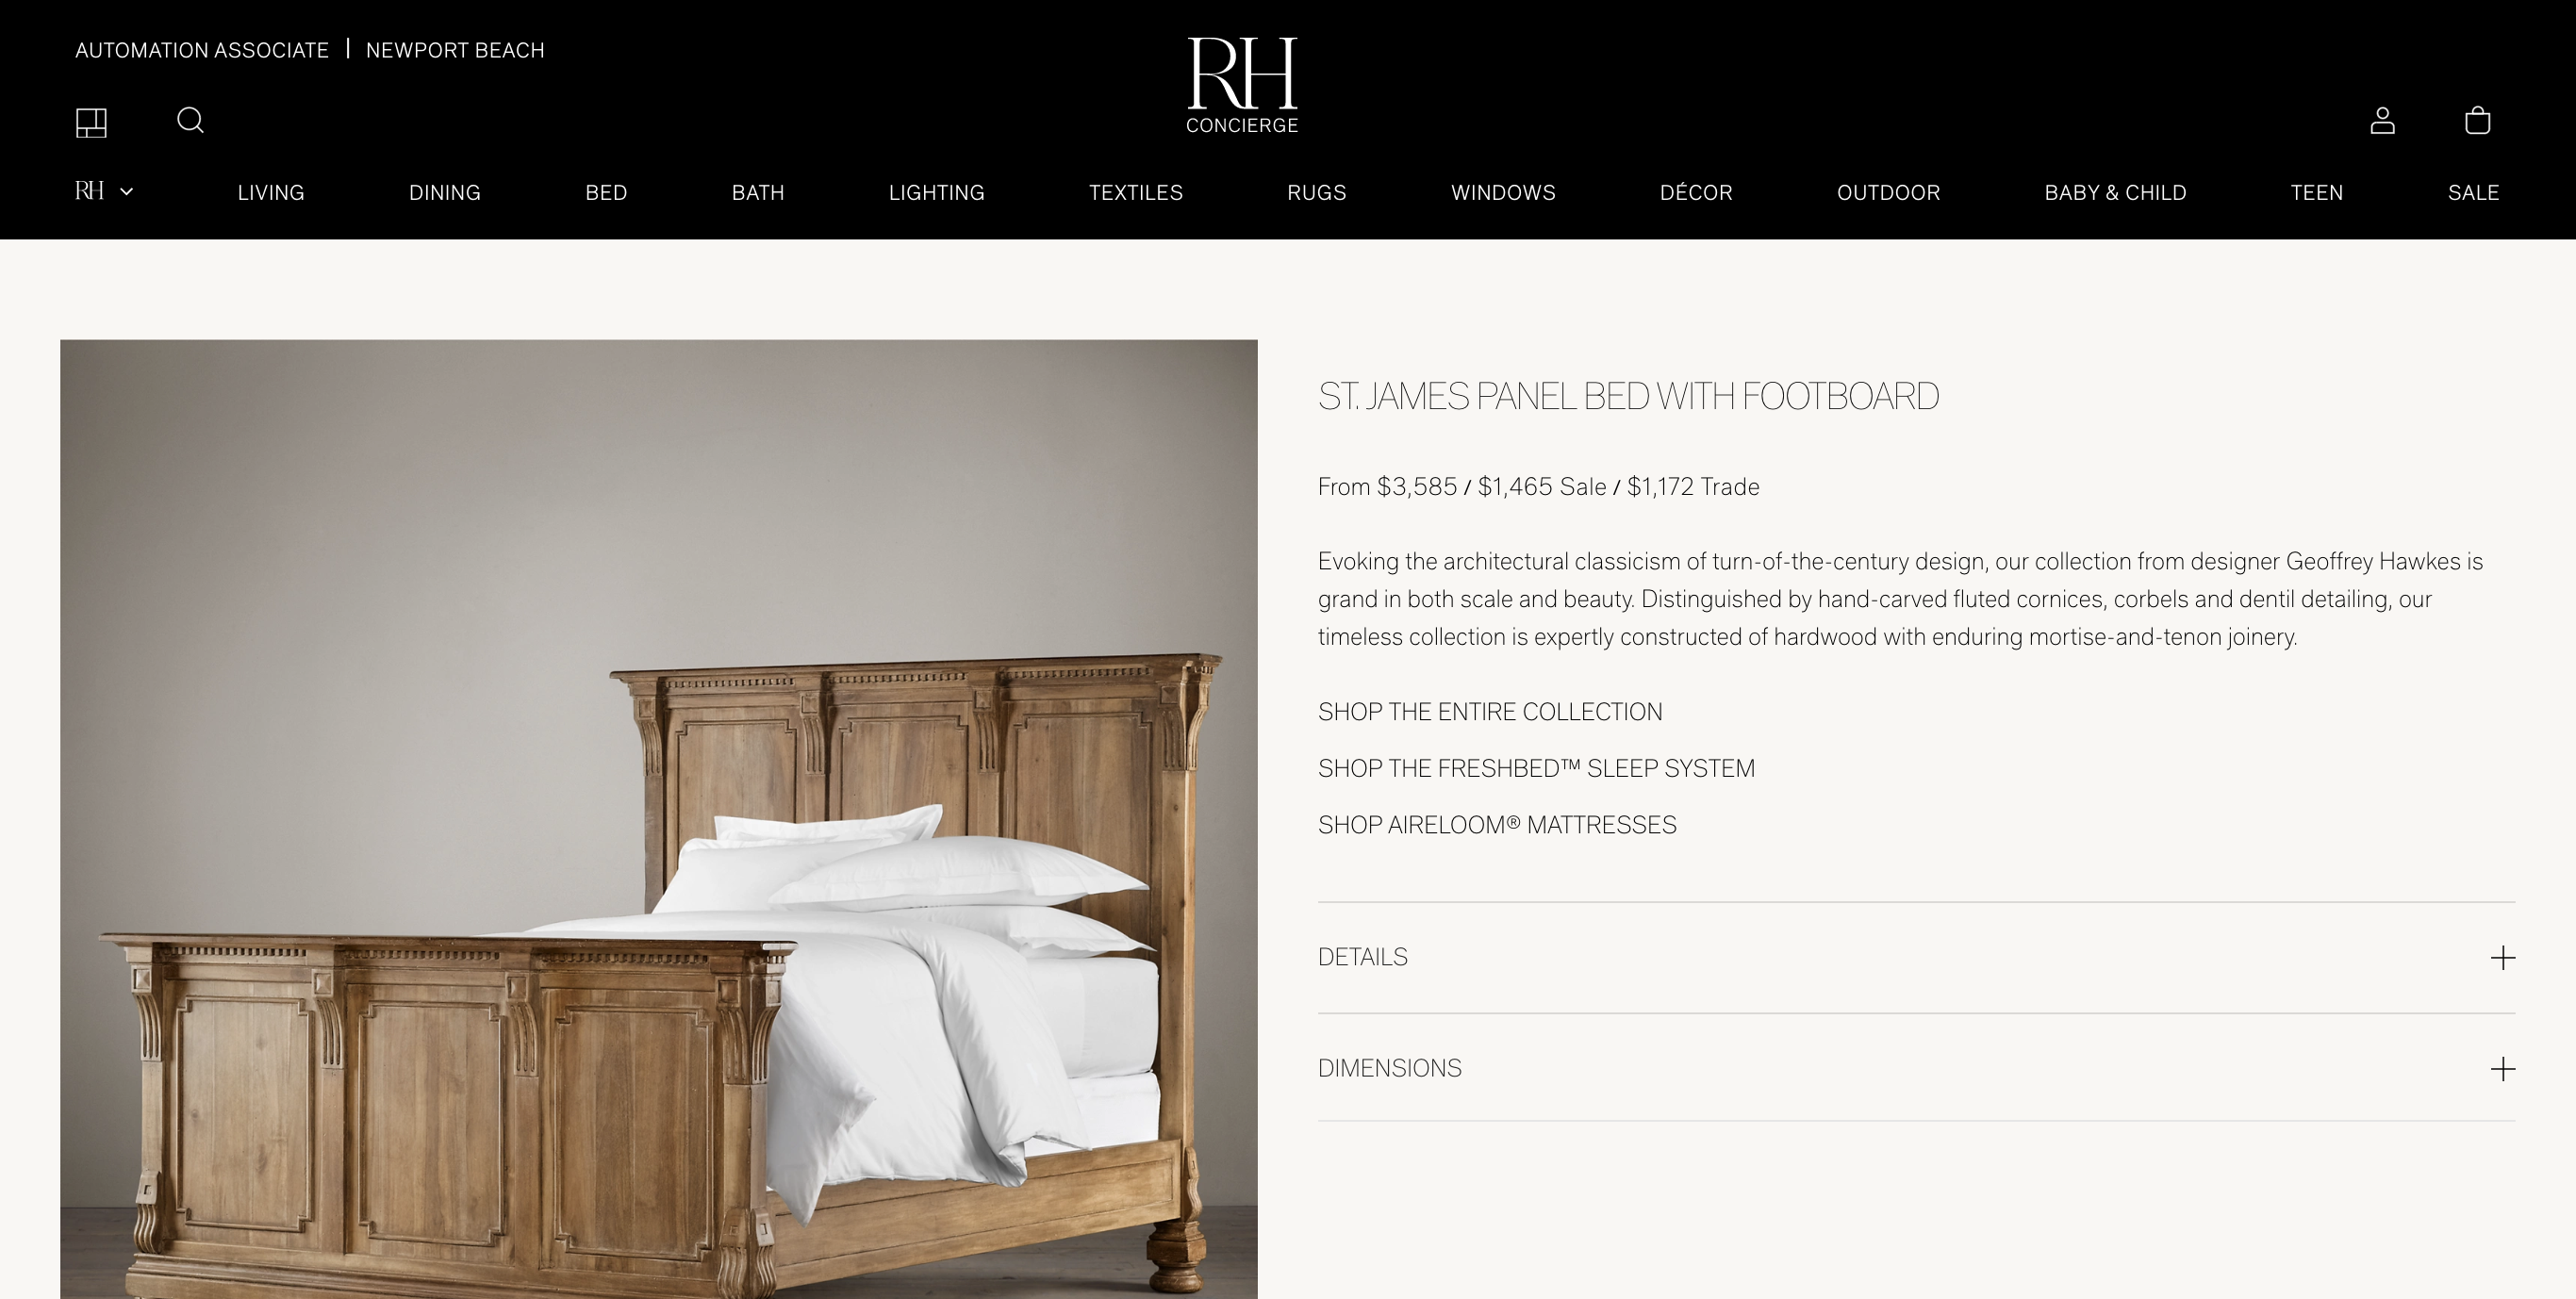 AUTOMATION ASSOCIATE | NEWPORT BEACH
RH
CONCIERGE
RH LIVING DINING BED BATH LIGHTING TEXTILES RUGS WINDOWS DÉCOR OUTDOOR BABY & CHILD TEEN SALE
ST. JAMES PANEL BED WITH FOOTBOARD
From $3,585 / $1,465 Sale / $1,172 Trade
Evoking the architectural classicism of turn-of-the-century design, our collection from designer Geoffrey Hawkes is
grand in both scale and beauty. Distinguished by hand-carved fluted cornices, corbels and dentil detailing, our
timeless collection is expertly constructed of hardwood with enduring mortise-and-tenon joinery.
SHOP THE ENTIRE COLLECTION
SHOP THE FRESHBED™ SLEEP SYSTEM
SHOP AIRELOOM® MATTRESSES
DETAILS
DIMENSIONS